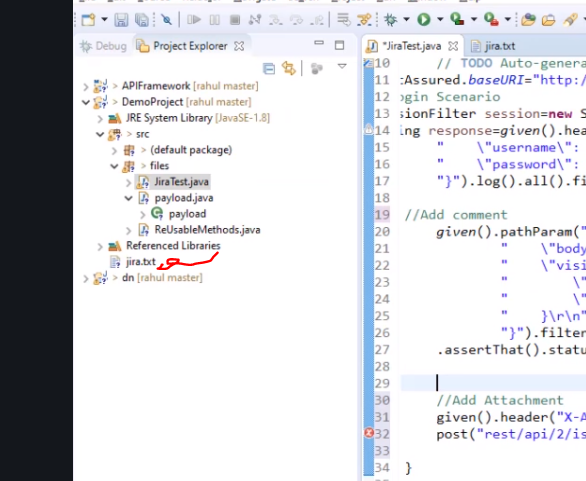 Debug Project Explorer
> APIFramework [rahul master]
> DemoProject [rahul master]
JRE System Library [JavaSE-1.8]
> src
> (default package)
> files
JiraTest.java
> payload.java
> payload
> ReUsableMethods.java
Referenced Libraries
jira.txt
> dn [rahul master]
*JiraTest.java jira.txt
10 // TODO Auto-genera
11 tAssured.baseURI="http:/
12 ogin Scenario
13 sionFilter session=new S
14 ing response=given().hea
15 " \"username\":
16 " \"password\":
17 "}").log().all().fi
18
19 //Add comment
20 given().pathParam("
21 " \"body
22 " \"visi
23 " \"
24 " \"
25 " }\r\n"
26 "}").filter
27 .assertThat().statu
28
29
30 //Add Attachment
31 given().header("X-A
32 post("rest/api/2/is
33
34 }